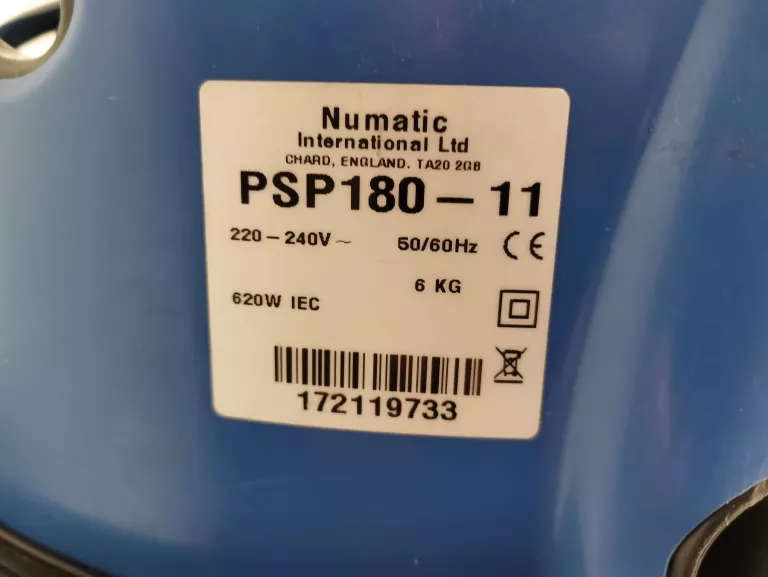 Numatic
International Ltd
CHARD, ENGLAND. TA20 2GB
PSP180-11
220-240V~ 50/60Hz CE
6 KG
620W IEC
172119733